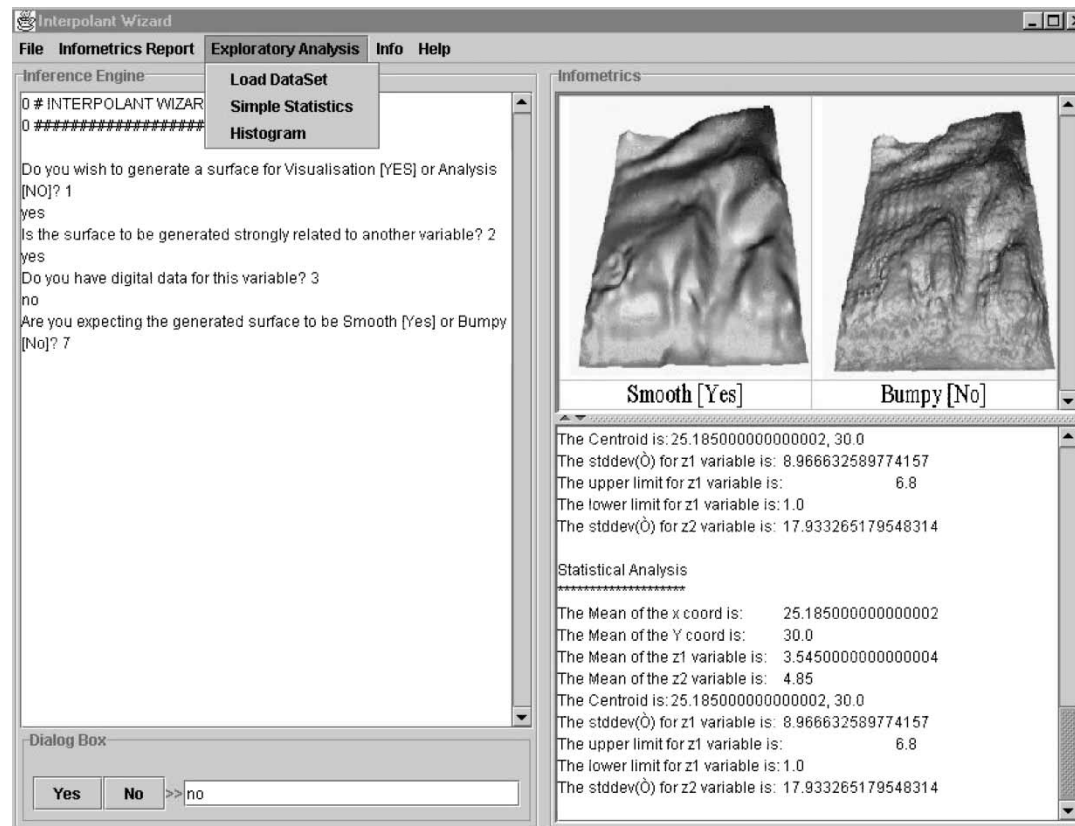 Interpolant Wizard
File Infometrics Report Exploratory Analysis Info Help
Load DataSet
Simple Statistics
Histogram
Inference Engine
0 # INTERPOLANT WIZAR
0 ###################
Do you wish to generate a surface for Visualisation [YES] or Analysis
[NO]? 1
yes
Is the surface to be generated strongly related to another variable? 2
yes
Do you have digital data for this variable? 3
no
Are you expecting the generated surface to be Smooth [Yes] or Bumpy
[No]? 7
Dialog Box
Yes No >> no
Infometrics
Smooth [Yes] Bumpy [No]
The Centroid is: 25.185000000000002, 30.0
The stddev(Ò) for z1 variable is: 8.966632589774157
The upper limit for z1 variable is: 6.8
The lower limit for z1 variable is: 1.0
The stddev(Ò) for z2 variable is: 17.933265179548314
Statistical Analysis
********************
The Mean of the x coord is: 25.185000000000002
The Mean of the Y coord is: 30.0
The Mean of the z1 variable is: 3.5450000000000004
The Mean of the z2 variable is: 4.85
The Centroid is: 25.185000000000002, 30.0
The stddev(Ò) for z1 variable is: 8.966632589774157
The upper limit for z1 variable is: 6.8
The lower limit for z1 variable is: 1.0
The stddev(Ò) for z2 variable is: 17.933265179548314